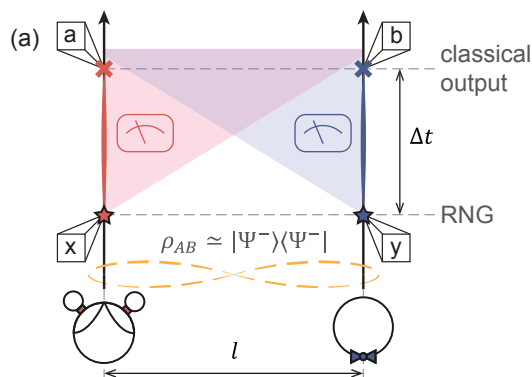 (a)
a
b
classical
output
Δt
RNG
x
y
ρ_AB ≃ |Ψ⁻⟩⟨Ψ⁻|
l